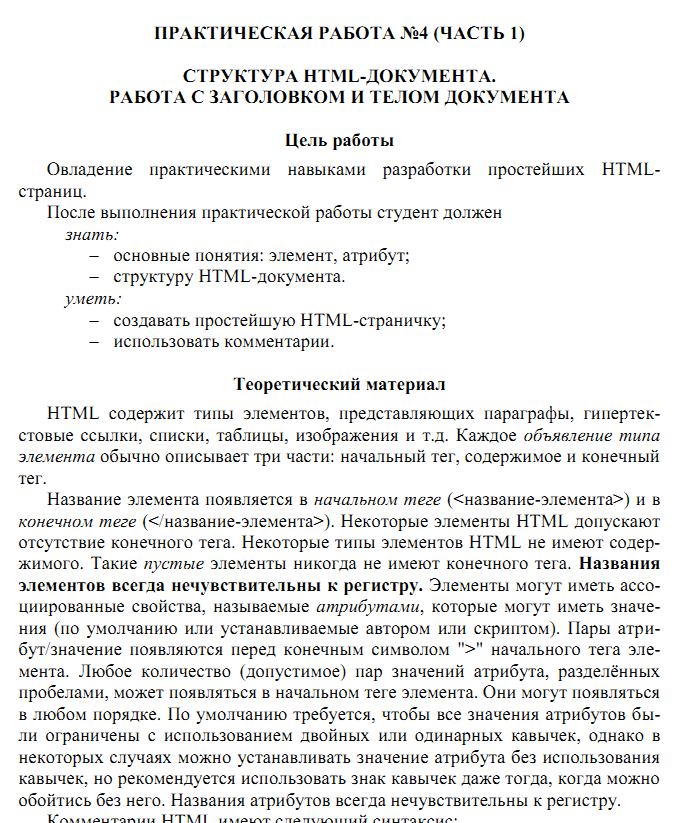 ПРАКТИЧЕСКАЯ РАБОТА №4 (ЧАСТЬ 1)
СТРУКТУРА HTML-ДОКУМЕНТА.
РАБОТА С ЗАГОЛОВКОМ И ТЕЛОМ ДОКУМЕНТА
Цель работы
Овладение практическими навыками разработки простейших HTML-
страниц.
После выполнения практической работы студент должен
знать:
– основные понятия: элемент, атрибут;
– структуру HTML-документа.
уметь:
– создавать простейшую HTML-страничку;
– использовать комментарии.
Теоретический материал
HTML содержит типы элементов, представляющих параграфы, гипертек-
стовые ссылки, списки, таблицы, изображения и т.д. Каждое объявление типа
элемента обычно описывает три части: начальный тег, содержимое и конечный
тег.
Название элемента появляется в начальном теге (<название-элемента>) и в
конечном теге (</название-элемента>). Некоторые элементы HTML допускают
отсутствие конечного тега. Некоторые типы элементов HTML не имеют содер-
жимого. Такие пустые элементы никогда не имеют конечного тега. Названия
элементов всегда нечувствительны к регистру. Элементы могут иметь ассо-
циированные свойства, называемые атрибутами, которые могут иметь значе-
ния (по умолчанию или устанавливаемые автором или скриптом). Пары атри-
бут/значение появляются перед конечным символом ">" начального тега эле-
мента. Любое количество (допустимое) пар значений атрибута, разделённых
пробелами, может появляться в начальном теге элемента. Они могут появляться
в любом порядке. По умолчанию требуется, чтобы все значения атрибутов бы-
ли ограничены с использованием двойных или одинарных кавычек, однако в
некоторых случаях можно устанавливать значение атрибута без использования
кавычек, но рекомендуется использовать знак кавычек даже тогда, когда можно
обойтись без него. Названия атрибутов всегда нечувствительны к регистру.
Комментарии HTML имеют следующий синтаксис: